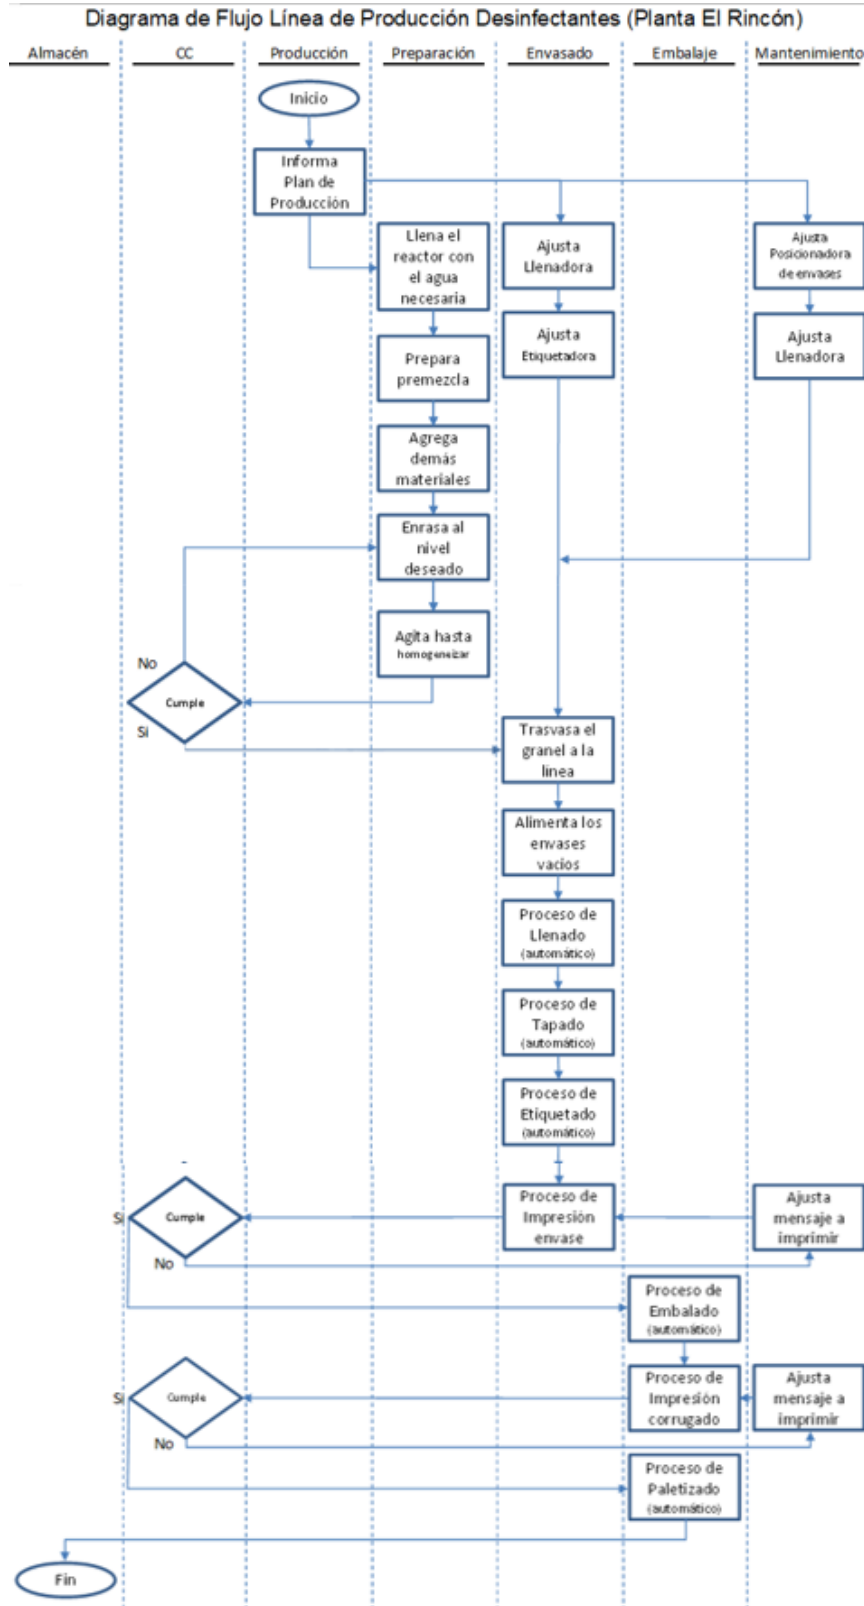 Diagrama de Flujo Línea de Producción Desinfectantes (Planta El Rincón)
Almacén CC Producción Preparación Envasado Embalaje Mantenimiento
Inicio
Informa
Plan de
Producción
Llena el
reactor con
el agua
necesaria
Ajusta
Llenadora
Ajusta
Posicionadora
de envases
Prepara
premezcla
Ajusta
Etiquetadora
Ajusta
Llenadora
Agrega
demás
materiales
Enrasa al
nivel
deseado
Agita hasta
homogeneizar
No
Cumple
Si
Trasvasa el
granel a la
línea
Alimenta los
envases
vacíos
Proceso de
Llenado
(automático)
Proceso de
Tapado
(automático)
Proceso de
Etiquetado
(automático)
Si
Cumple
No
Proceso de
Impresión
envase
Ajusta
mensaje a
imprimir
Proceso de
Embalado
(automático)
Si
Cumple
No
Proceso de
Impresión
corrugado
Ajusta
mensaje a
imprimir
Proceso de
Paletizado
(automático)
Fin